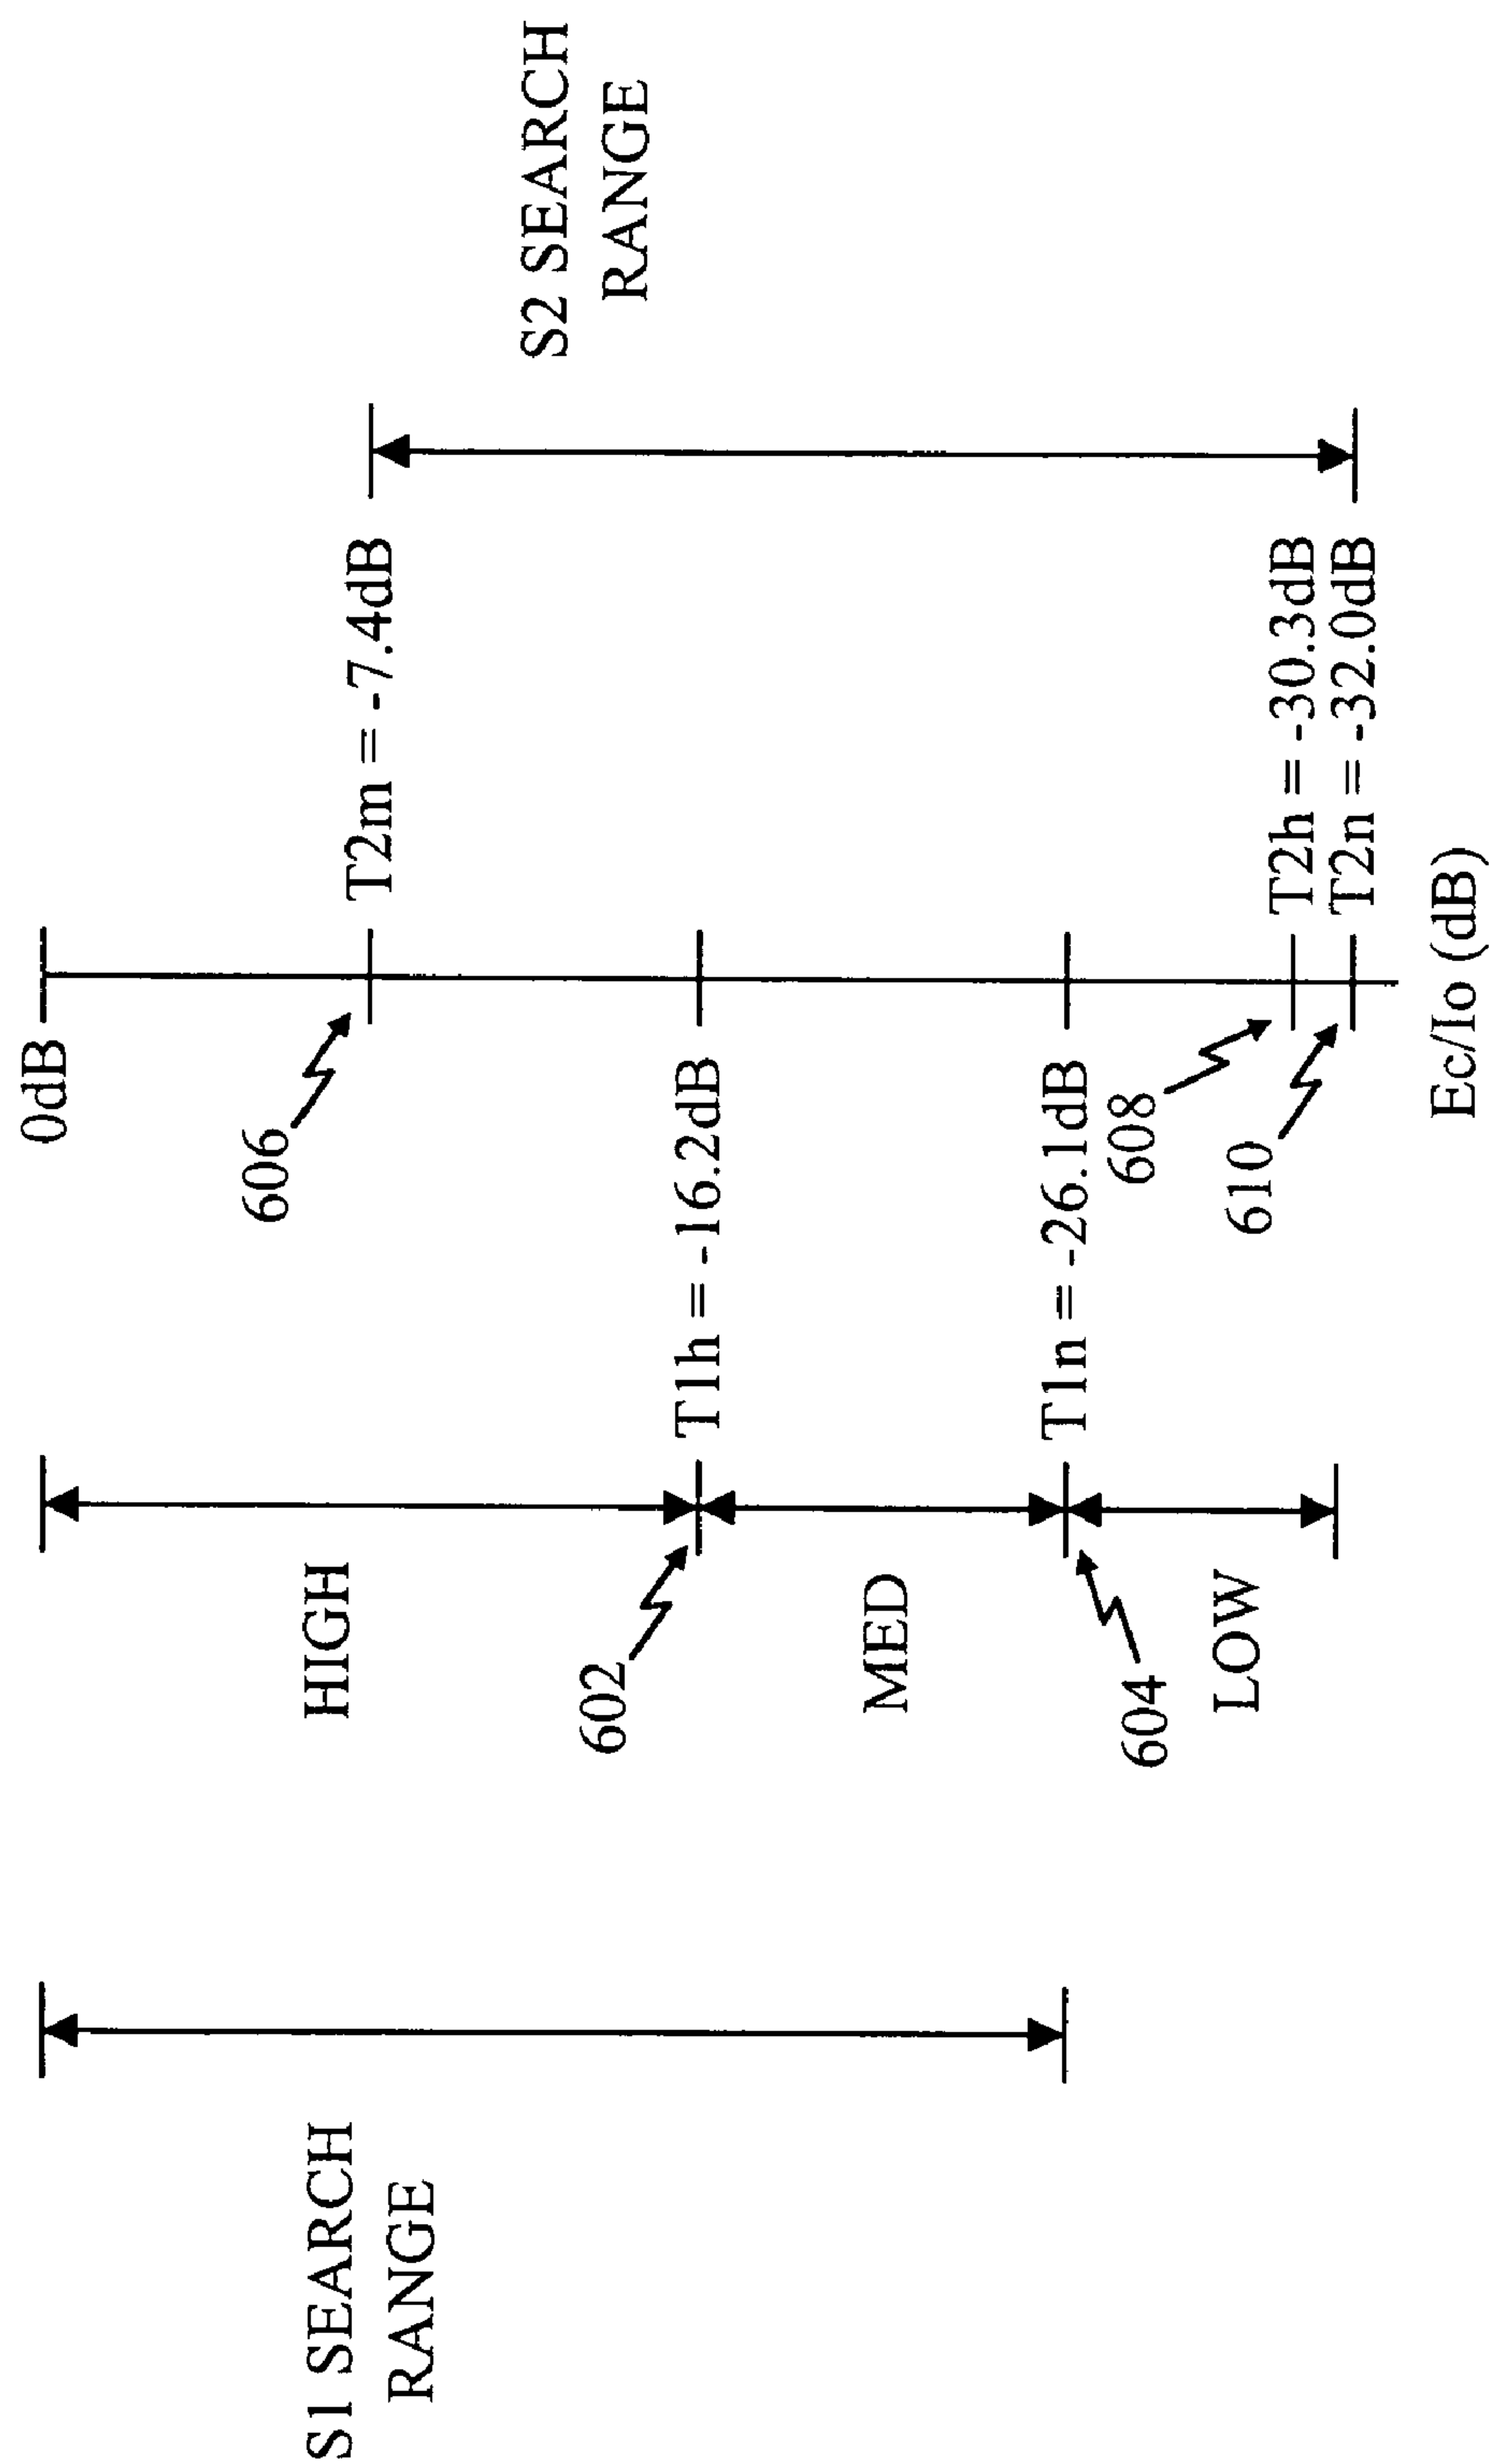 0dB
S1 SEARCH
RANGE
HIGH
606
T2m = -7.4dB
S2 SEARCH
RANGE
602
T1h = -16.2dB
MED
604
T1n = -26.1dB
LOW
608
610
T2h = -30.3dB
T2n = -32.0dB
Ec/Io (dB)